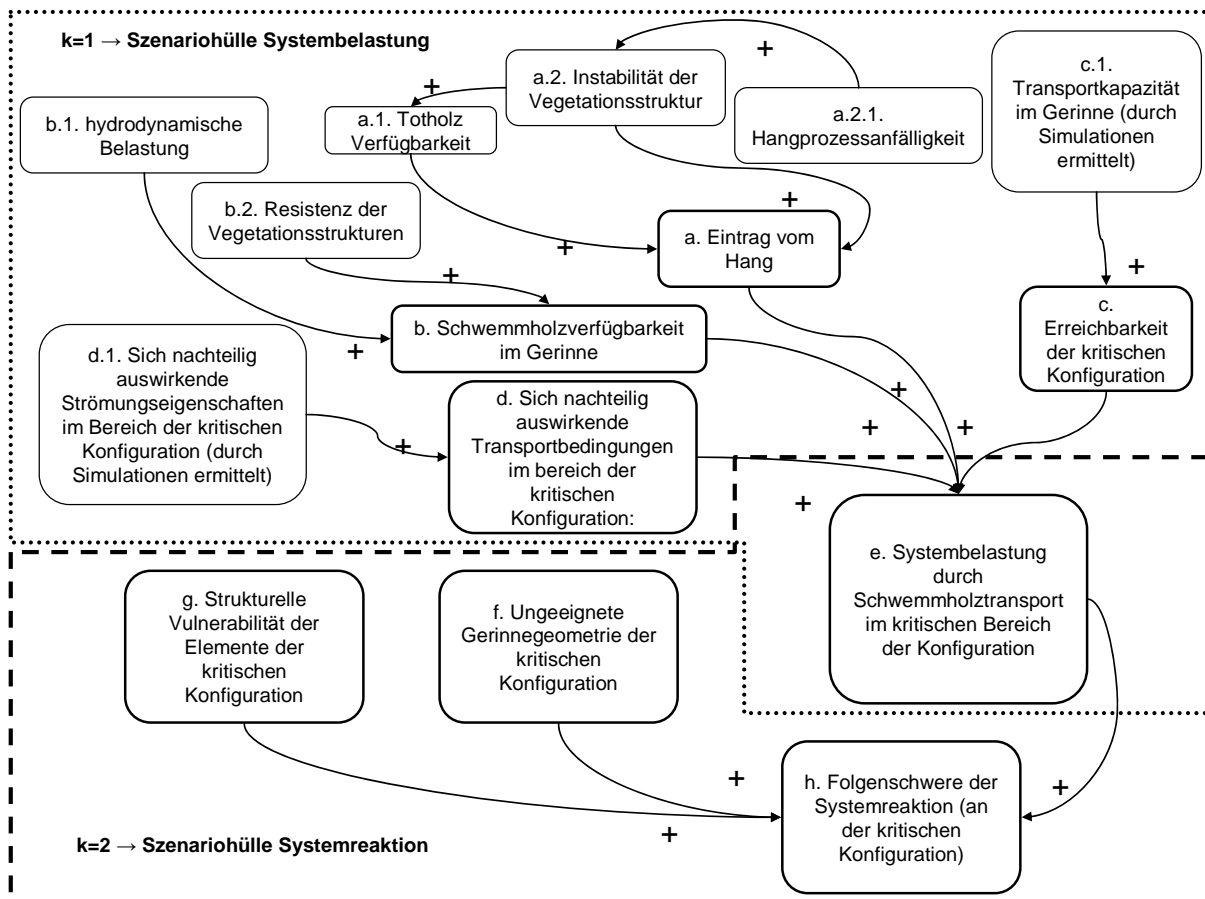 k=1 → Szenariohülle Systembelastung
+
+
a.2. Instabilität der
Vegetationsstruktur
c.1.
Transportkapazität
im Gerinne (durch
Simulationen
ermittelt)
b.1. hydrodynamische
Belastung
a.1. Totholz
Verfügbarkeit
a.2.1.
Hangprozessanfälligkeit
b.2. Resistenz der
Vegetationsstrukturen
+
+
a. Eintrag vom
Hang
+
+
c.
Erreichbarkeit
der kritischen
Konfiguration
b. Schwemmholzverfügbarkeit
im Gerinne
+
d.1. Sich nachteilig
auswirkende
Strömungseigenschaften
im Bereich der kritischen
Konfiguration (durch
Simulationen ermittelt)
+
d. Sich nachteilig
auswirkende
Transportbedingungen
im bereich der
kritischen
Konfiguration:
+
+
+
+
e. Systembelastung
durch
Schwemmholztransport
im kritischen Bereich
der Konfiguration
g. Strukturelle
Vulnerabilität der
Elemente der
kritischen
Konfiguration
f. Ungeeignete
Gerinnegeometrie der
kritischen
Konfiguration
+
+
+
h. Folgenschwere der
Systemreaktion (an
der kritischen
Konfiguration)
k=2 → Szenariohülle Systemreaktion